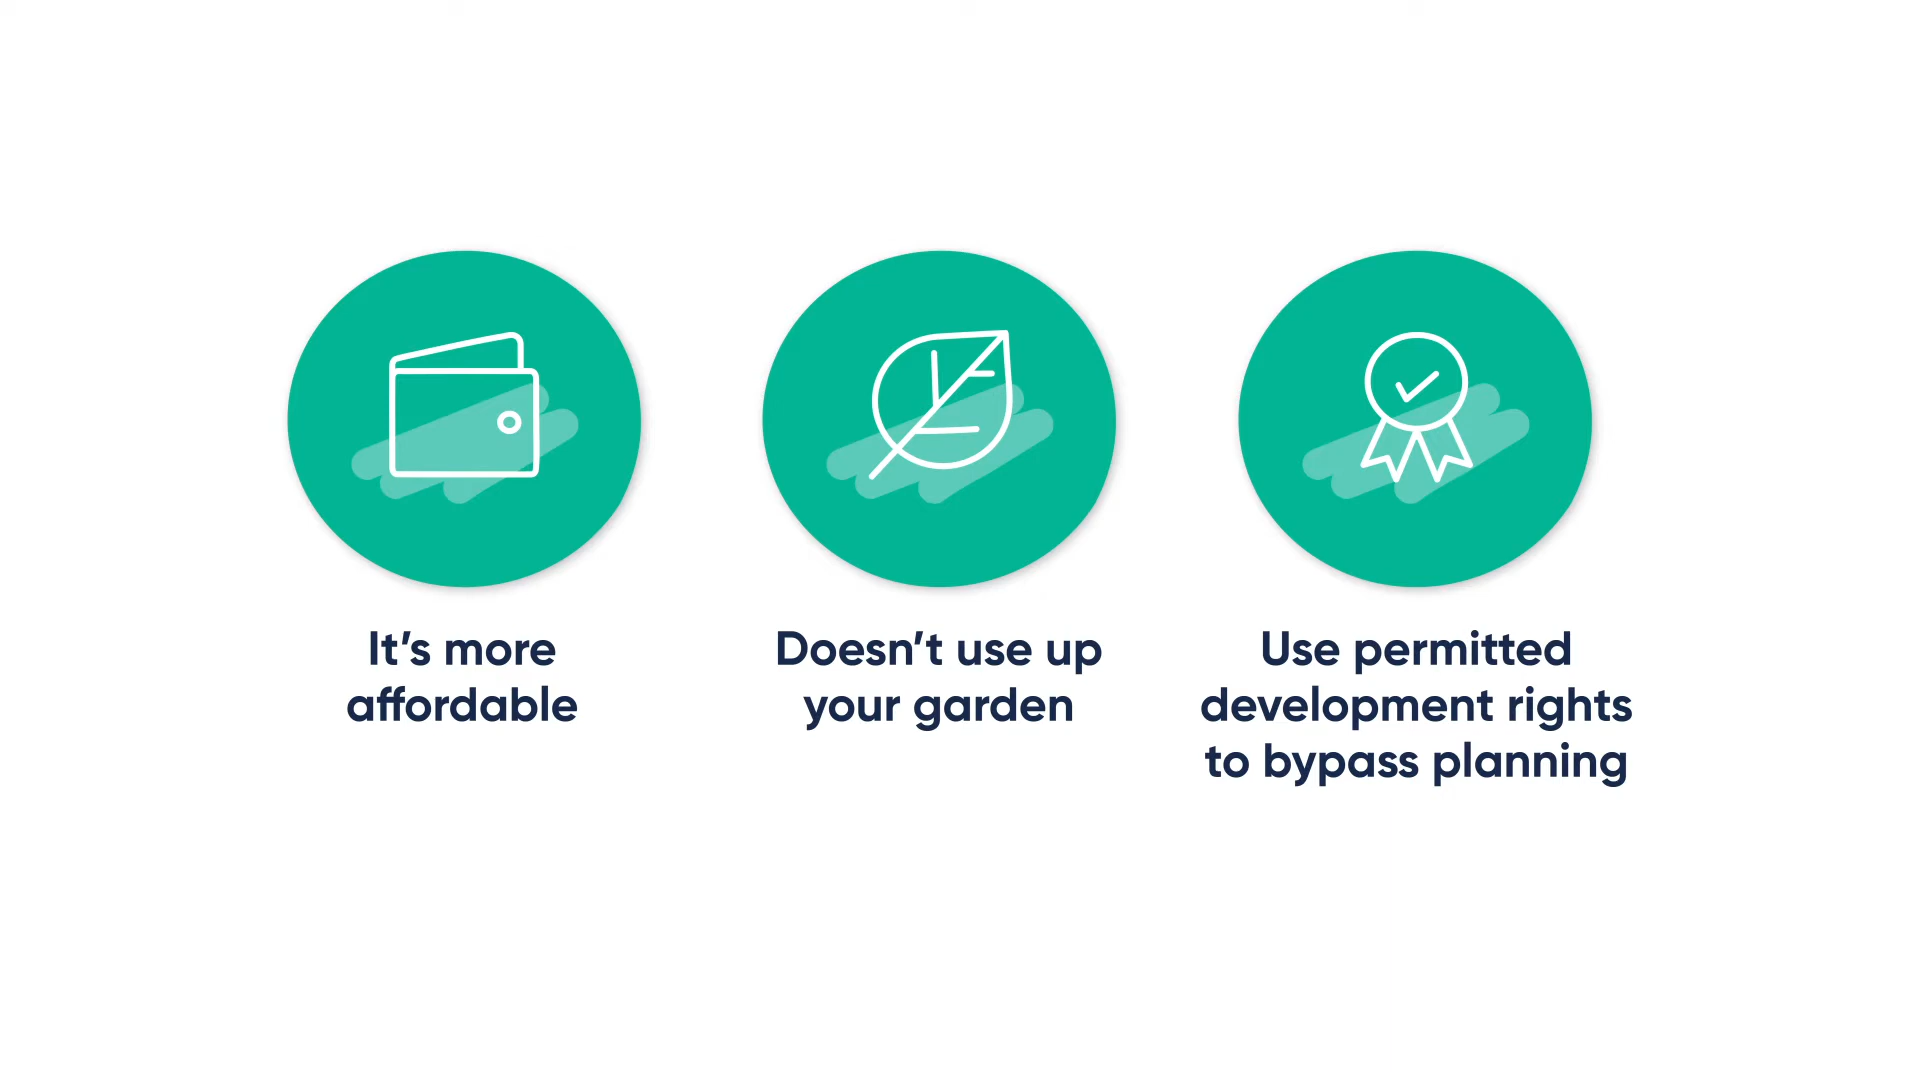 It’s more
affordable
Doesn’t use up
your garden
Use permitted
development rights
to bypass planning